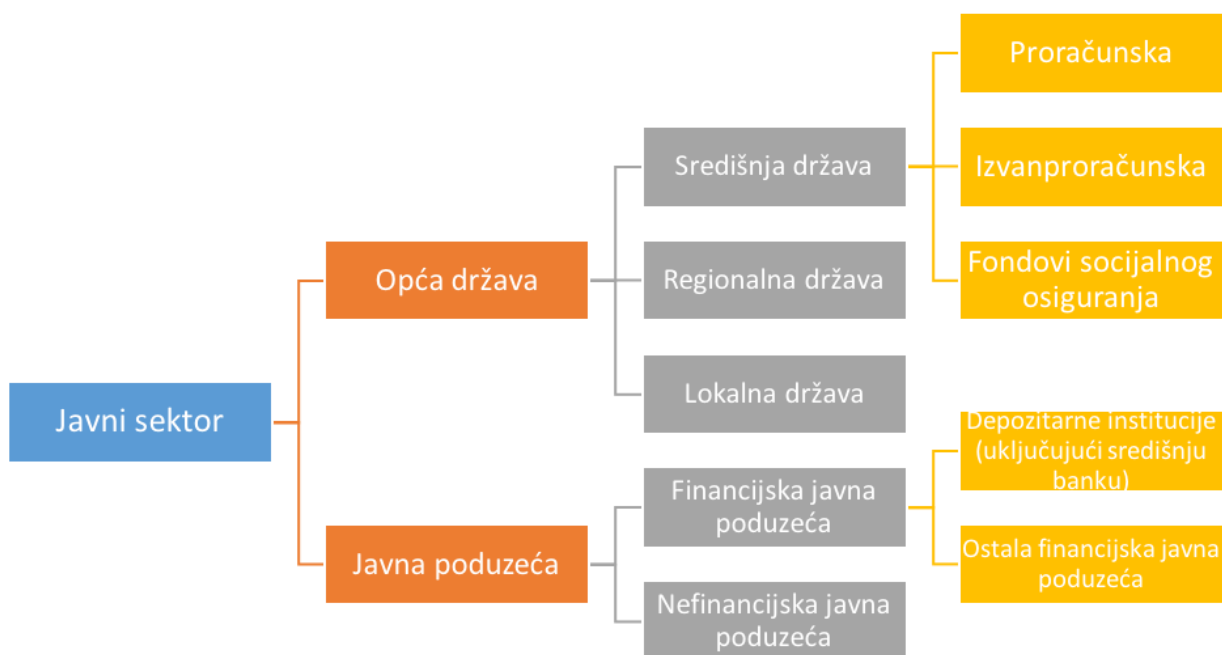 Javni sektor
Opća država
Središnja država
Proračunska
Izvanproračunska
Fondovi socijalnog
osiguranja
Regionalna država
Lokalna država
Javna poduzeća
Financijska javna
poduzeća
Depozitarne institucije
(uključujući središnju
banku)
Ostala financijska javna
poduzeća
Nefinancijska javna
poduzeća